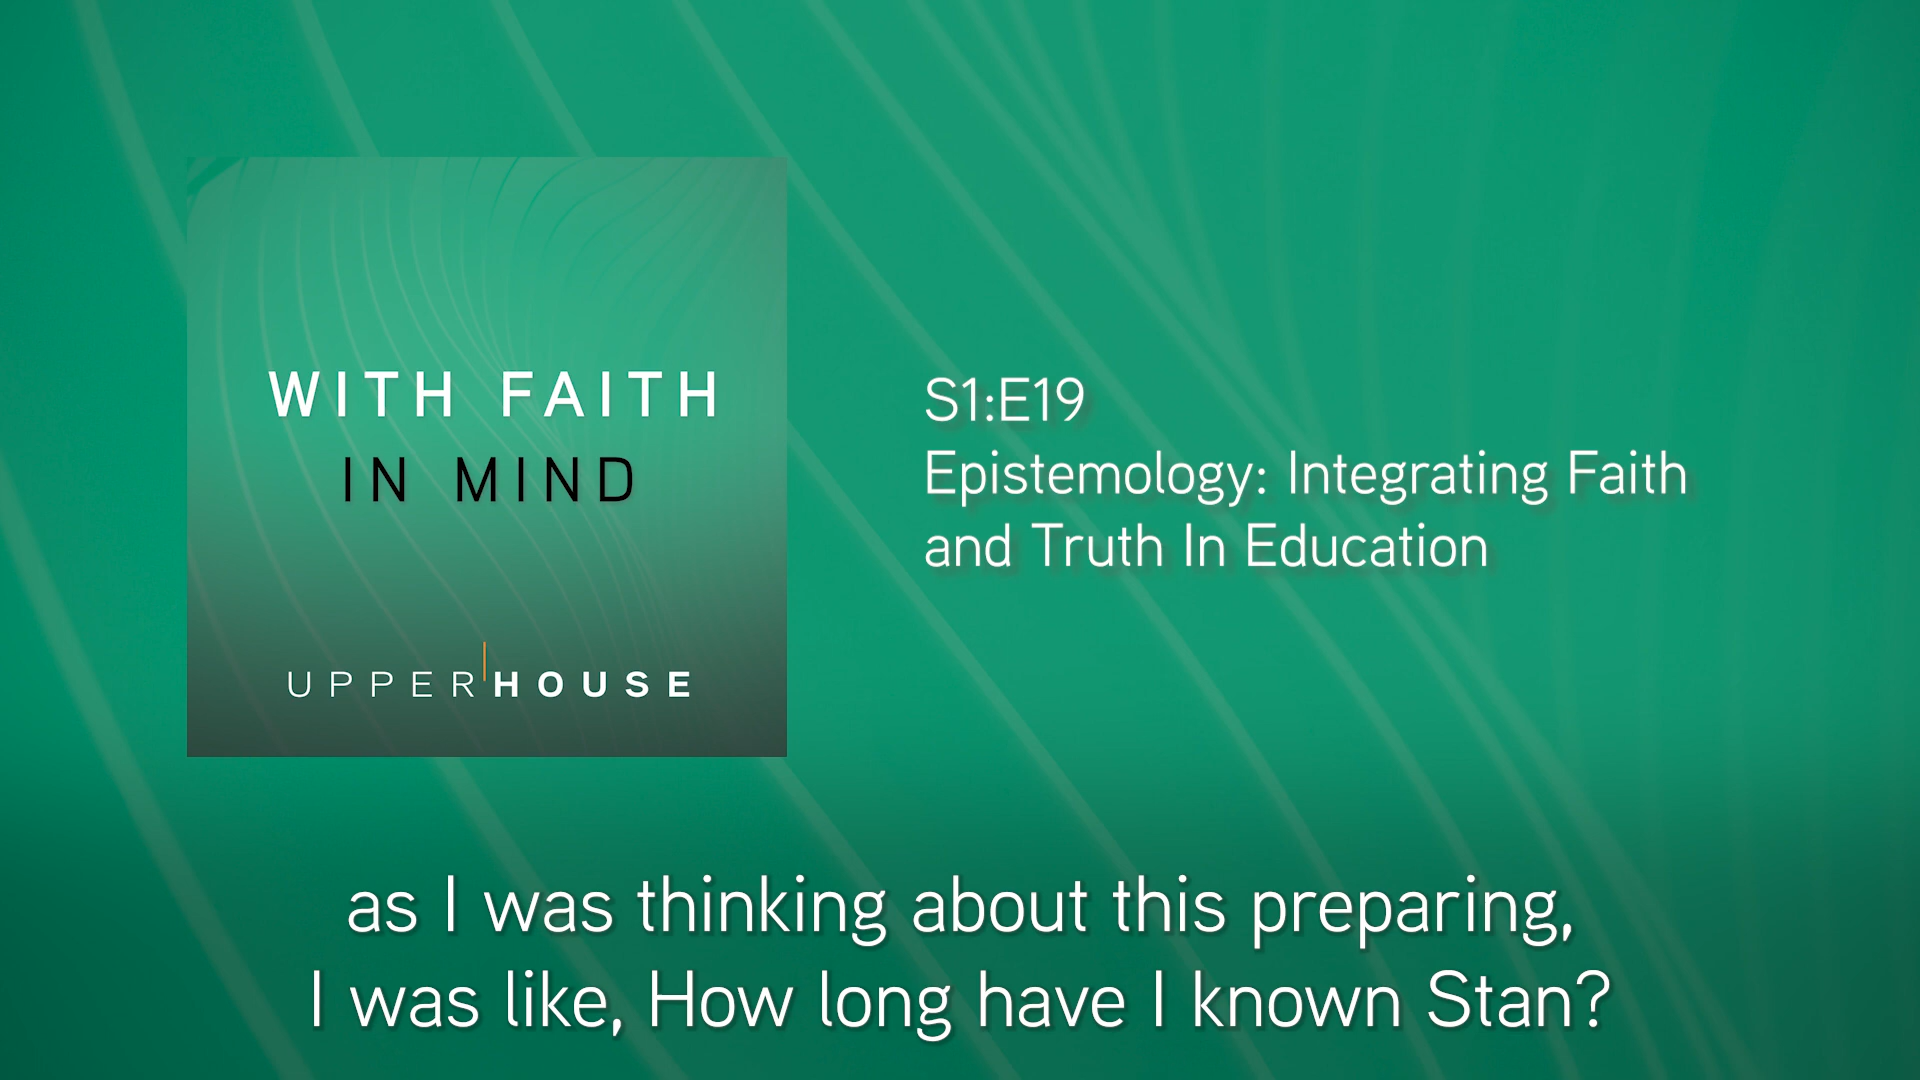 WITH FAITH
IN MIND
UPPER HOUSE
S1:E19
Epistemology: Integrating Faith
and Truth In Education
as I was thinking about this preparing,
I was like, How long have I known Stan?